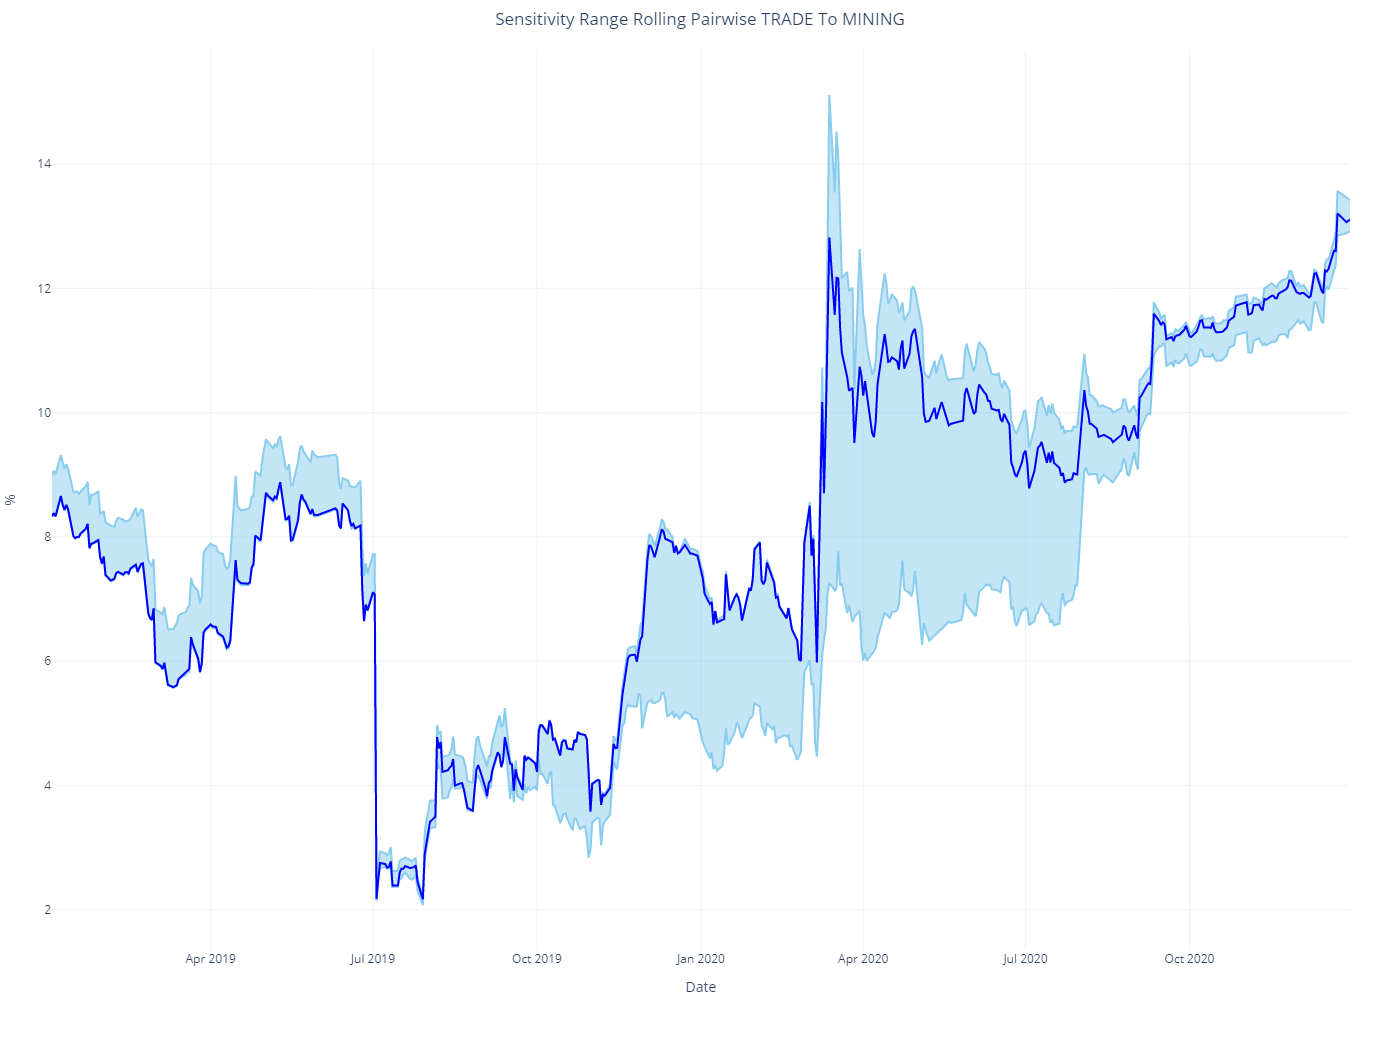 Sensitivity Range Rolling Pairwise TRADE To MINING
%
14
12
10
8
6
4
2
Apr 2019
Jul 2019
Oct 2019
Jan 2020
Apr 2020
Jul 2020
Oct 2020
Date